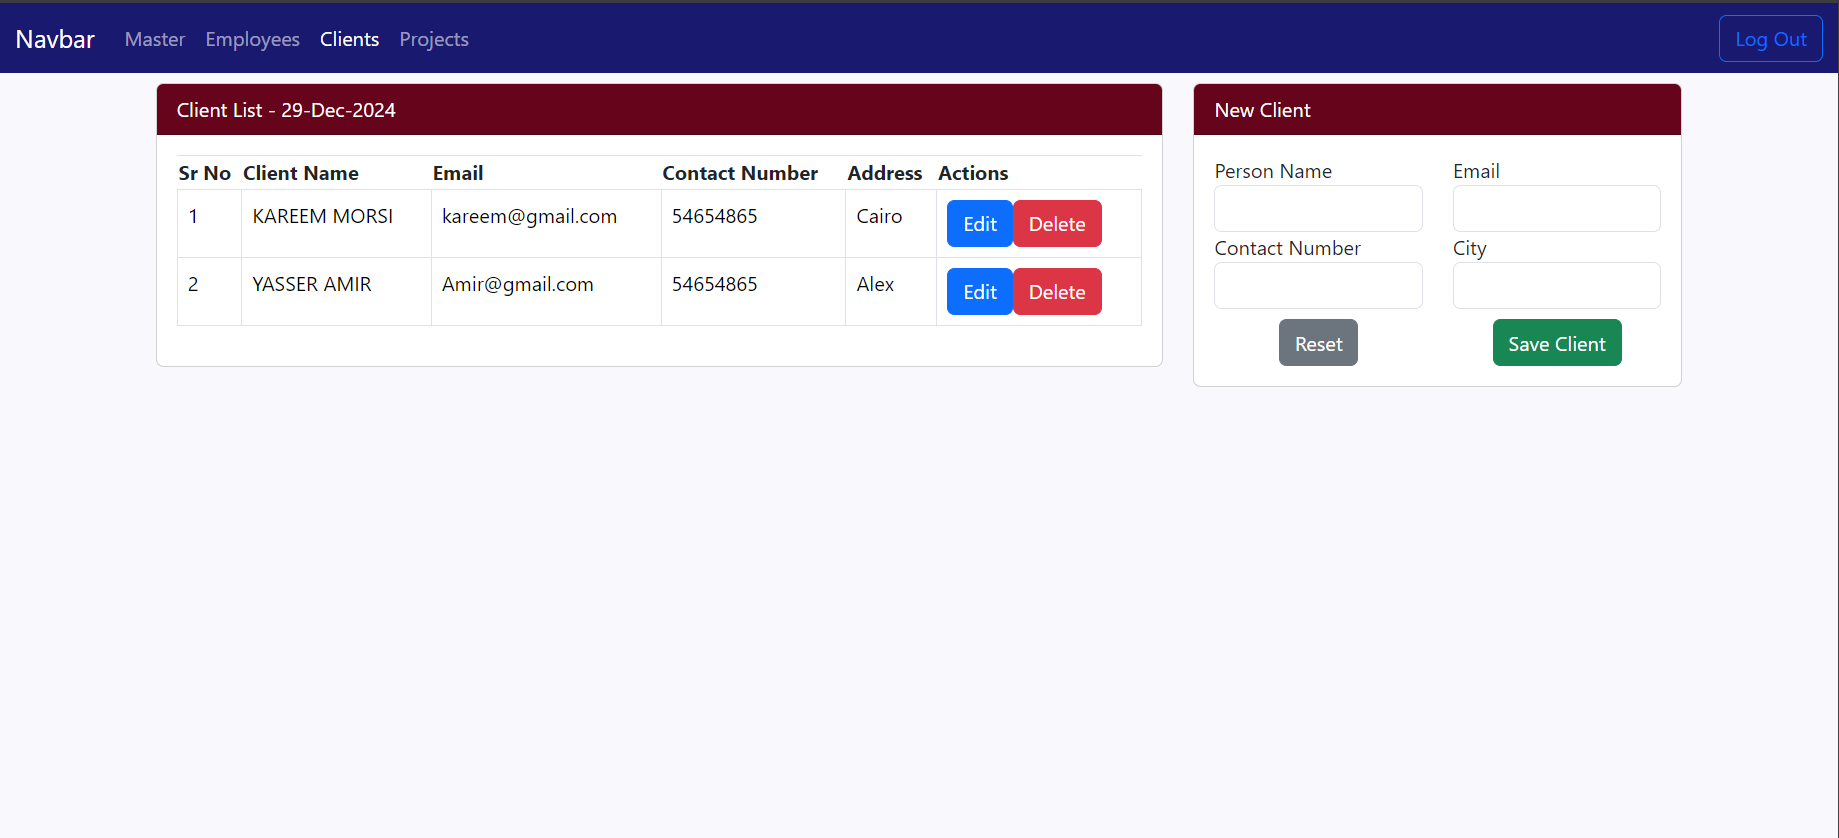 Navbar Master Employees Clients Projects Log Out
Client List - 29-Dec-2024
Sr No Client Name Email Contact Number Address Actions
1 KAREEM MORSI kareem@gmail.com 54654865 Cairo Edit Delete
2 YASSER AMIR Amir@gmail.com 54654865 Alex Edit Delete
New Client
Person Name Email
Contact Number City
Reset Save Client